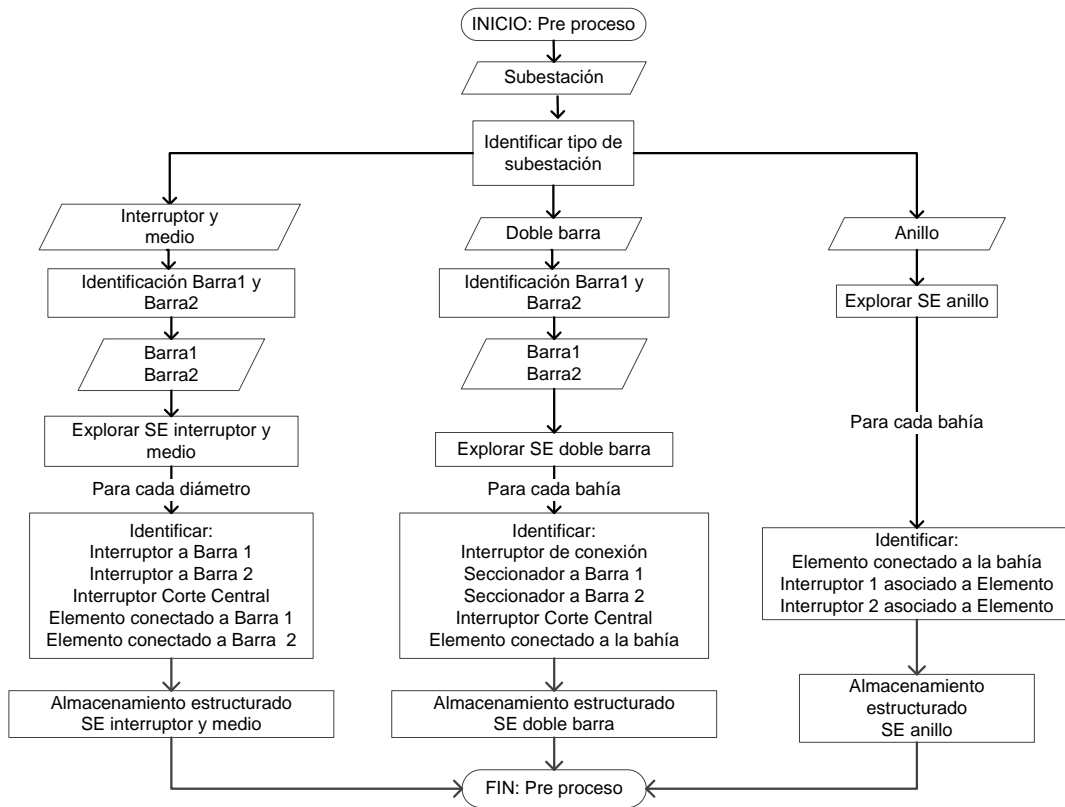 INICIO: Pre proceso
Subestación
Identificar tipo de
subestación
Interruptor y
medio
Identificación Barra1 y
Barra2
Barra1
Barra2
Explorar SE interruptor y
medio
Para cada diámetro
Identificar:
Interruptor a Barra 1
Interruptor a Barra 2
Interruptor Corte Central
Elemento conectado a Barra 1
Elemento conectado a Barra 2
Almacenamiento estructurado
SE interruptor y medio
Doble barra
Identificación Barra1 y
Barra2
Barra1
Barra2
Explorar SE doble barra
Para cada bahía
Identificar:
Interruptor de conexión
Seccionador a Barra 1
Seccionador a Barra 2
Interruptor Corte Central
Elemento conectado a la bahía
Almacenamiento estructurado
SE doble barra
Anillo
Explorar SE anillo
Para cada bahía
Identificar:
Elemento conectado a la bahía
Interruptor 1 asociado a Elemento
Interruptor 2 asociado a Elemento
Almacenamiento
estructurado
SE anillo
FIN: Pre proceso